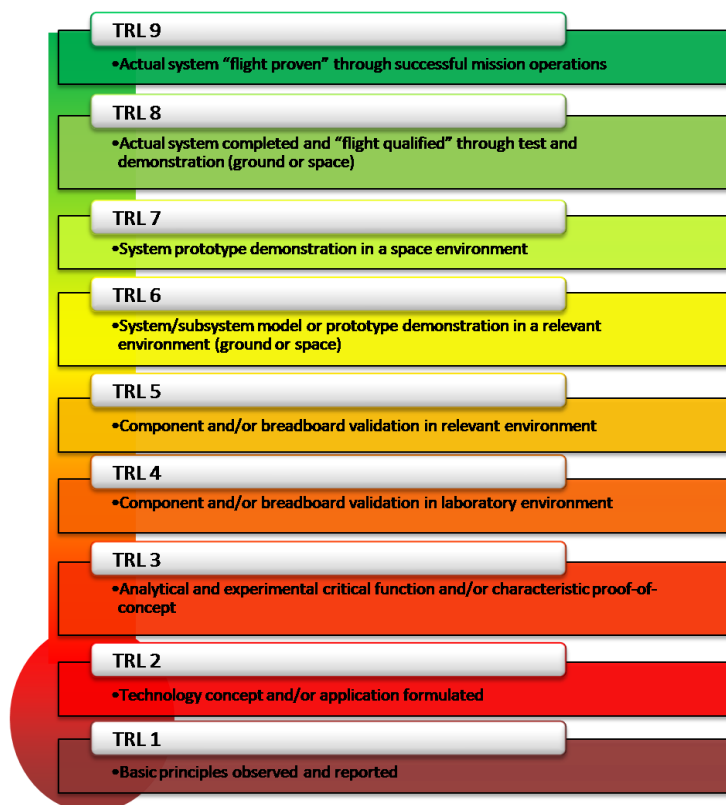 TRL 9
•Actual system “flight proven” through successful mission operations
TRL 8
•Actual system completed and “flight qualified” through test and
demonstration (ground or space)
TRL 7
•System prototype demonstration in a space environment
TRL 6
•System/subsystem model or prototype demonstration in a relevant
environment (ground or space)
TRL 5
•Component and/or breadboard validation in relevant environment
TRL 4
•Component and/or breadboard validation in laboratory environment
TRL 3
•Analytical and experimental critical function and/or characteristic proof-of-
concept
TRL 2
•Technology concept and/or application formulated
TRL 1
•Basic principles observed and reported